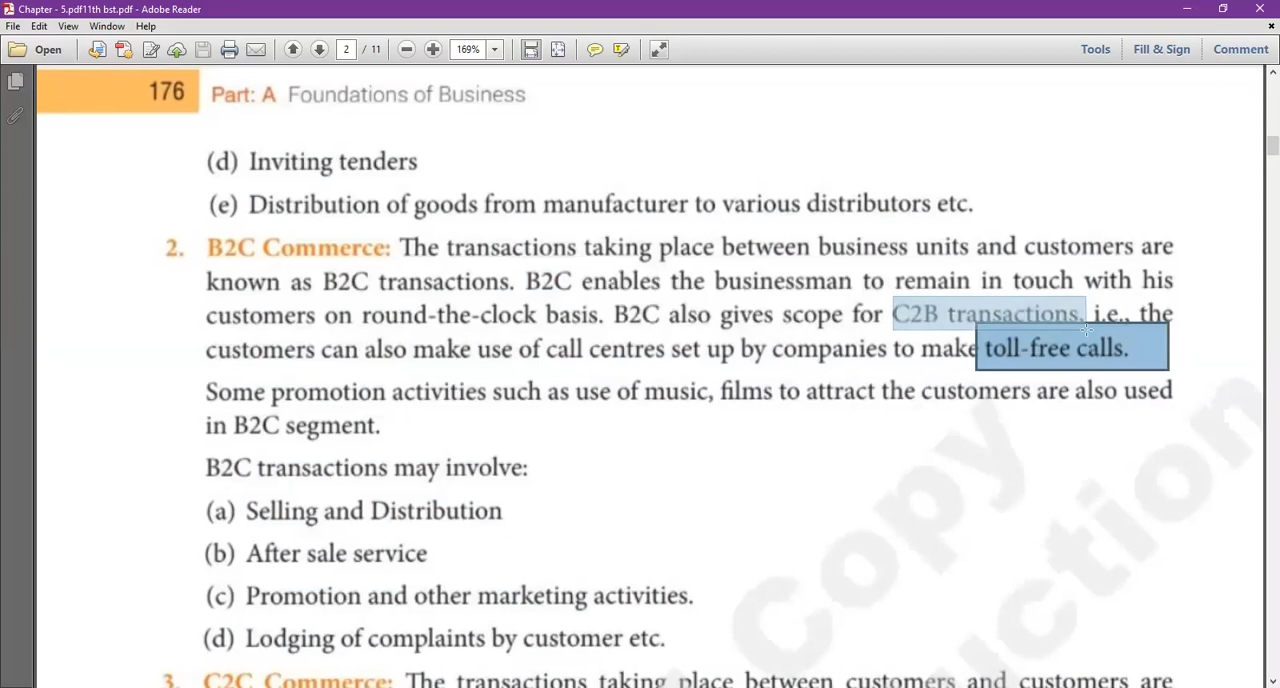 Chapter - 5.pdf11th bst.pdf - Adobe Reader
File Edit View Window Help
Open 2 / 11 169% Tools Fill & Sign Comment
176 Part: A Foundations of Business
(d) Inviting tenders
(e) Distribution of goods from manufacturer to various distributors etc.
2. B2C Commerce: The transactions taking place between business units and customers are
known as B2C transactions. B2C enables the businessman to remain in touch with his
customers on round-the-clock basis. B2C also gives scope for C2B transactions, i.e., the
customers can also make use of call centres set up by companies to make toll-free calls.
Some promotion activities such as use of music, films to attract the customers are also used
in B2C segment.
B2C transactions may involve:
(a) Selling and Distribution
(b) After sale service
(c) Promotion and other marketing activities.
(d) Lodging of complaints by customer etc.
3. C2C Commerce: The transactions taking place between customers and customers are
Copy
uction